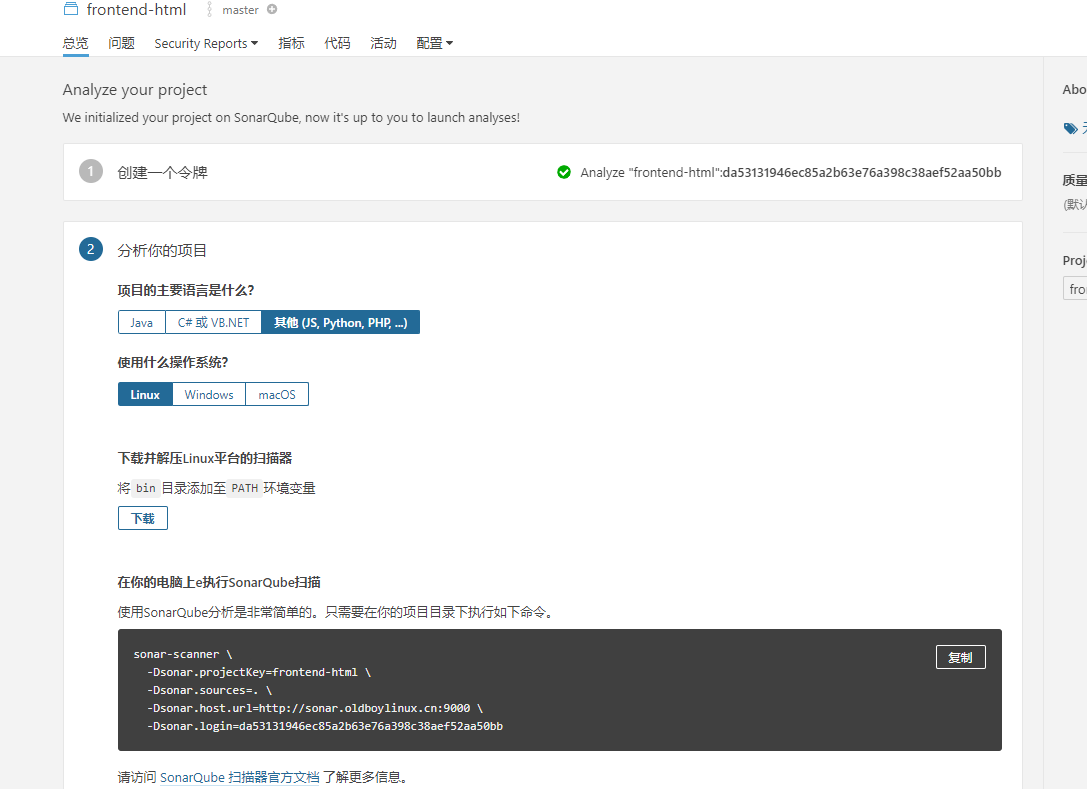 frontend-html master
总览 问题 Security Reports 指标 代码 活动 配置
Analyze your project
We initialized your project on SonarQube, now it's up to you to launch analyses!
1 创建一个令牌 Analyze "frontend-html":da53131946ec85a2b63e76a398c38aef52aa50bb
2 分析你的项目
项目的主要语言是什么?
Java C# 或 VB.NET 其他 (JS, Python, PHP, ...)
使用什么操作系统?
Linux Windows macOS
下载并解压Linux平台的扫描器
将 bin 目录添加至 PATH 环境变量
下载
在你的电脑上e执行SonarQube扫描
使用SonarQube分析是非常简单的。只需要在你的项目目录下执行如下命令。
复制
sonar-scanner \
-Dsonar.projectKey=frontend-html \
-Dsonar.sources=. \
-Dsonar.host.url=http://sonar.oldboylinux.cn:9000 \
-Dsonar.login=da53131946ec85a2b63e76a398c38aef52aa50bb
请访问 SonarQube 扫描器官方文档 了解更多信息。
Abo
质量
(默认
Proj
fro